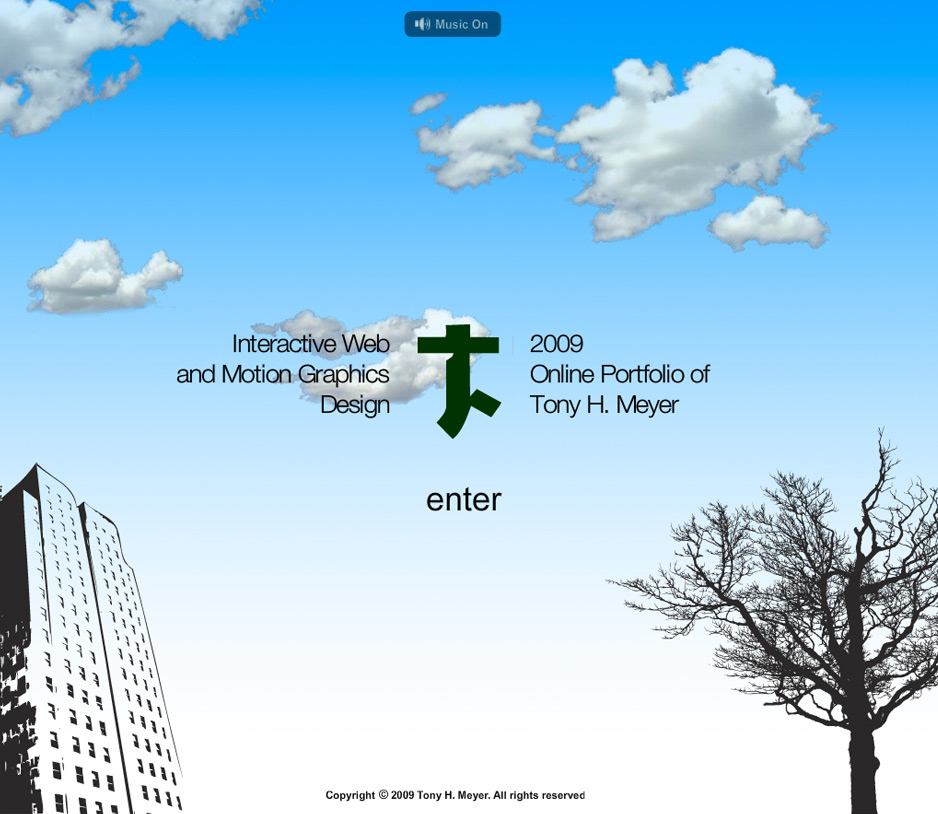 Music On
Interactive Web
and Motion Graphics
Design
2009
Online Portfolio of
Tony H. Meyer
enter
Copyright © 2009 Tony H. Meyer. All rights reserved